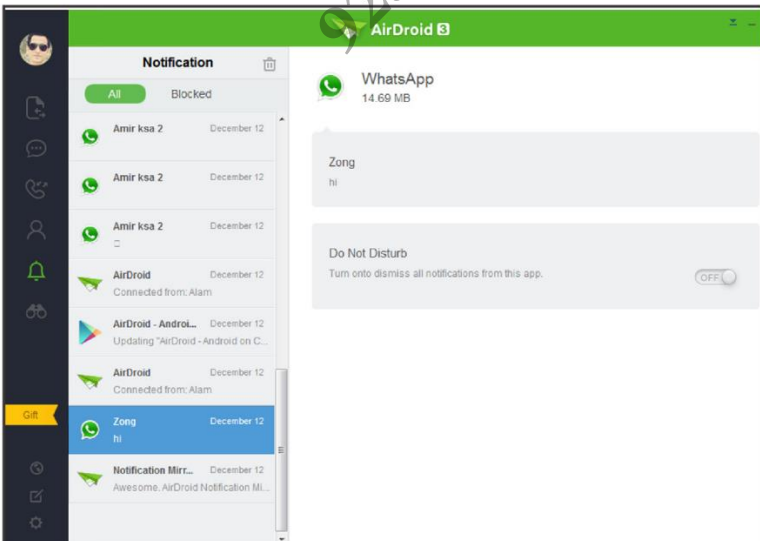 AirDroid 3
Notification
All
Blocked
Amir ksa 2 December 12
Amir ksa 2 December 12
Amir ksa 2 December 12
AirDroid December 12
Connected from: Alam
AirDroid - Androi... December 12
Updating "AirDroid - Android on C...
AirDroid December 12
Connected from: Alam
Zong December 12
hi
Notification Mirr... December 12
Awesome. AirDroid Notification Mi...
Gift
WhatsApp
14.69 MB
Zong
hi
Do Not Disturb
Turn onto dismiss all notifications from this app.
OFF